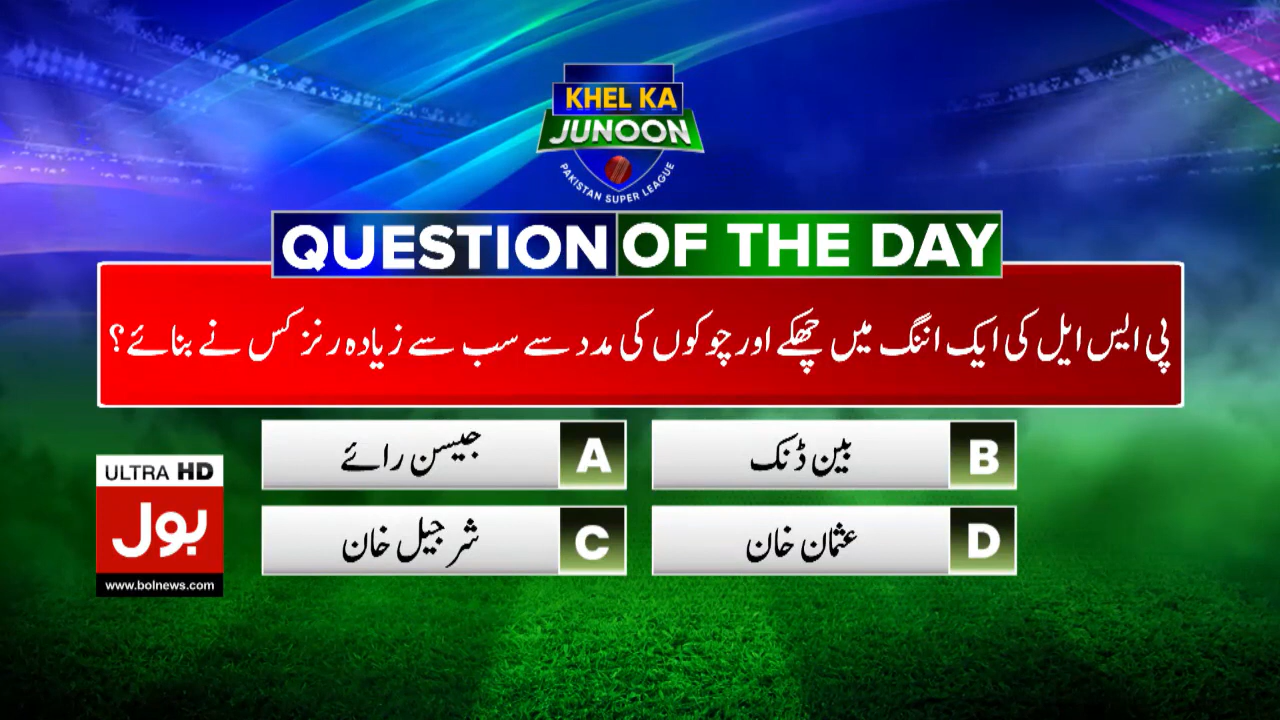 KHEL KA
JUNOON
PAKISTAN SUPER LEAGUE
QUESTION OF THE DAY
پی ایس ایل کی ایک اننگ میں چھکے اور چوکوں کی مدد سے سب سے زیادہ رنز کس نے بنائے؟
A جیسن رائے
B بین ڈنک
C شرجیل خان
D عثمان خان
ULTRA HD
بول
www.bolnews.com